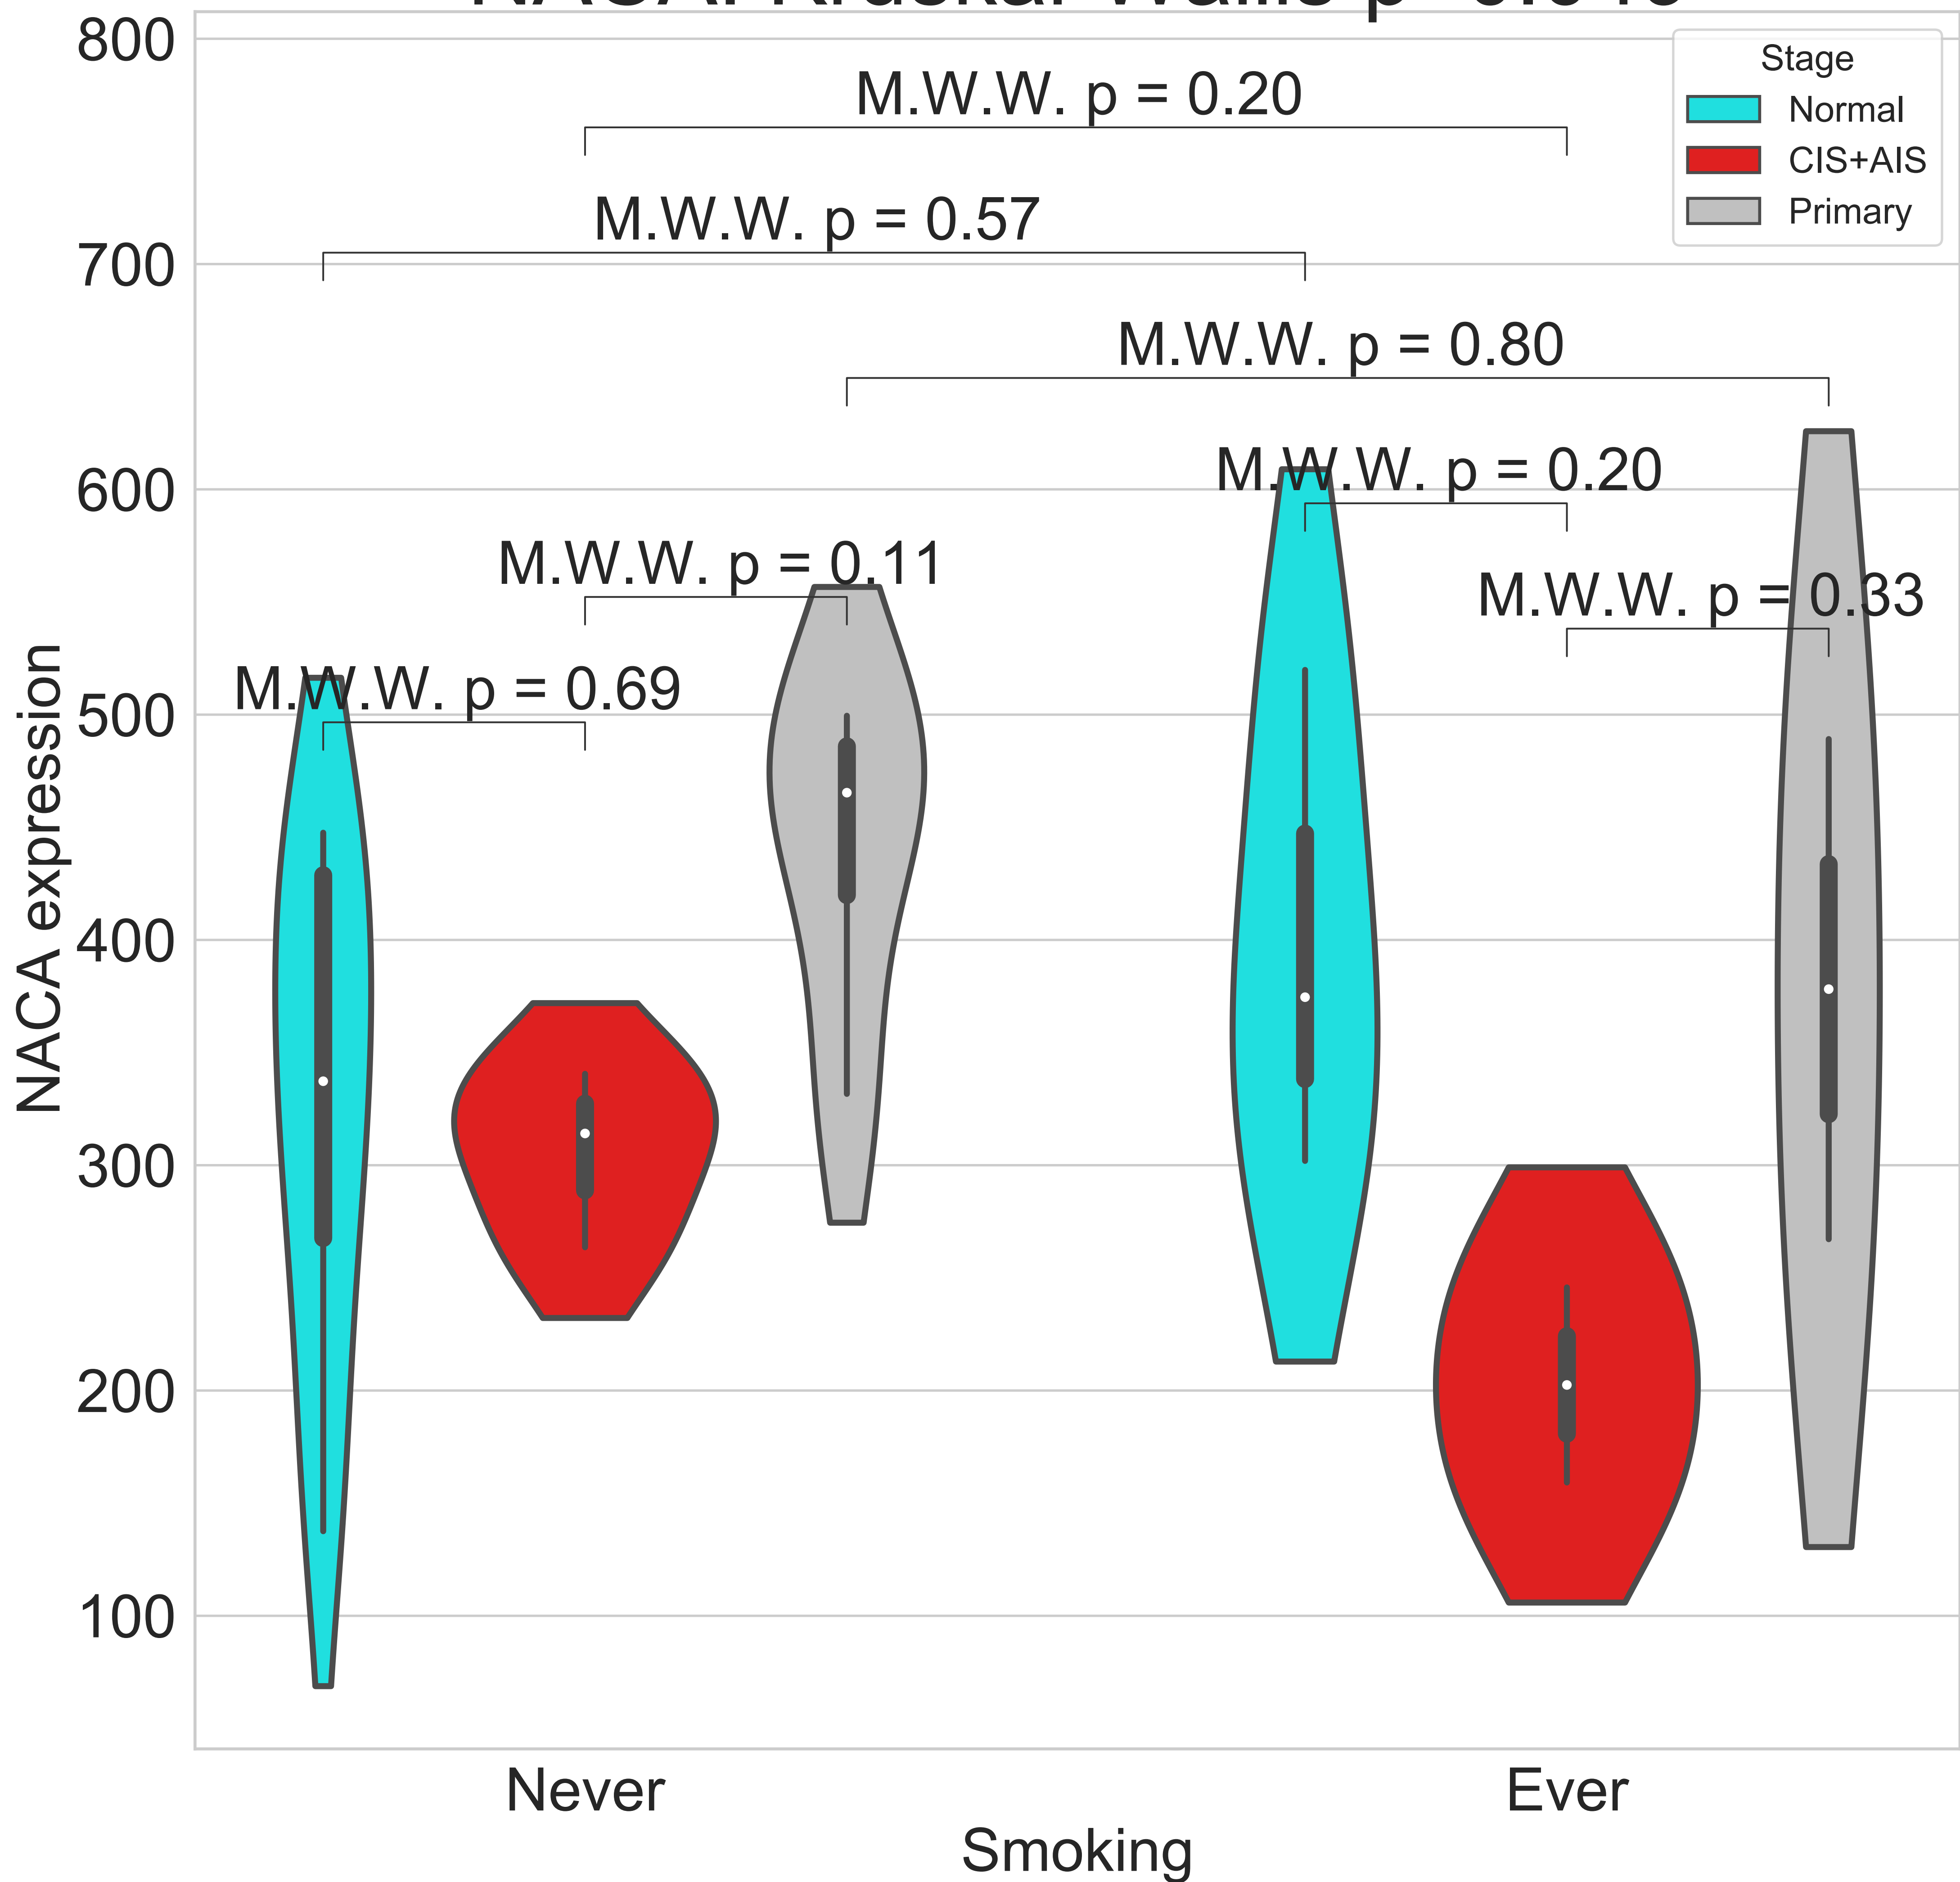 800
Stage
Normal
CIS+AIS
Primary
M.W.W. p = 0.20
M.W.W. p = 0.57
700
M.W.W. p = 0.80
M.W.W. p = 0.20
600
M.W.W. p = 0.11
M.W.W. p = 0.33
M.W.W. p = 0.69
500
NACA expression
400
300
200
100
Never
Ever
Smoking